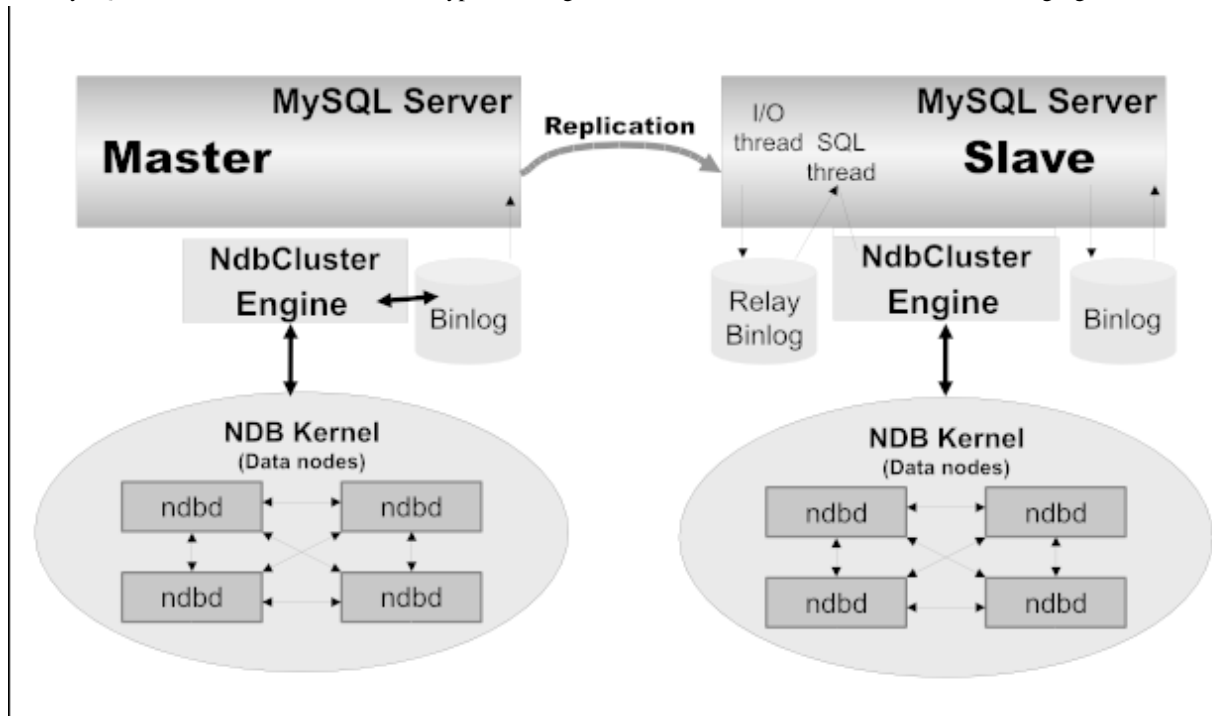 MySQL Server
Master
Replication
MySQL Server
I/O
thread
SQL
thread
Slave
NdbCluster
Engine
Binlog
Relay
Binlog
NdbCluster
Engine
Binlog
NDB Kernel
(Data nodes)
ndbd
ndbd
ndbd
ndbd
NDB Kernel
(Data nodes)
ndbd
ndbd
ndbd
ndbd